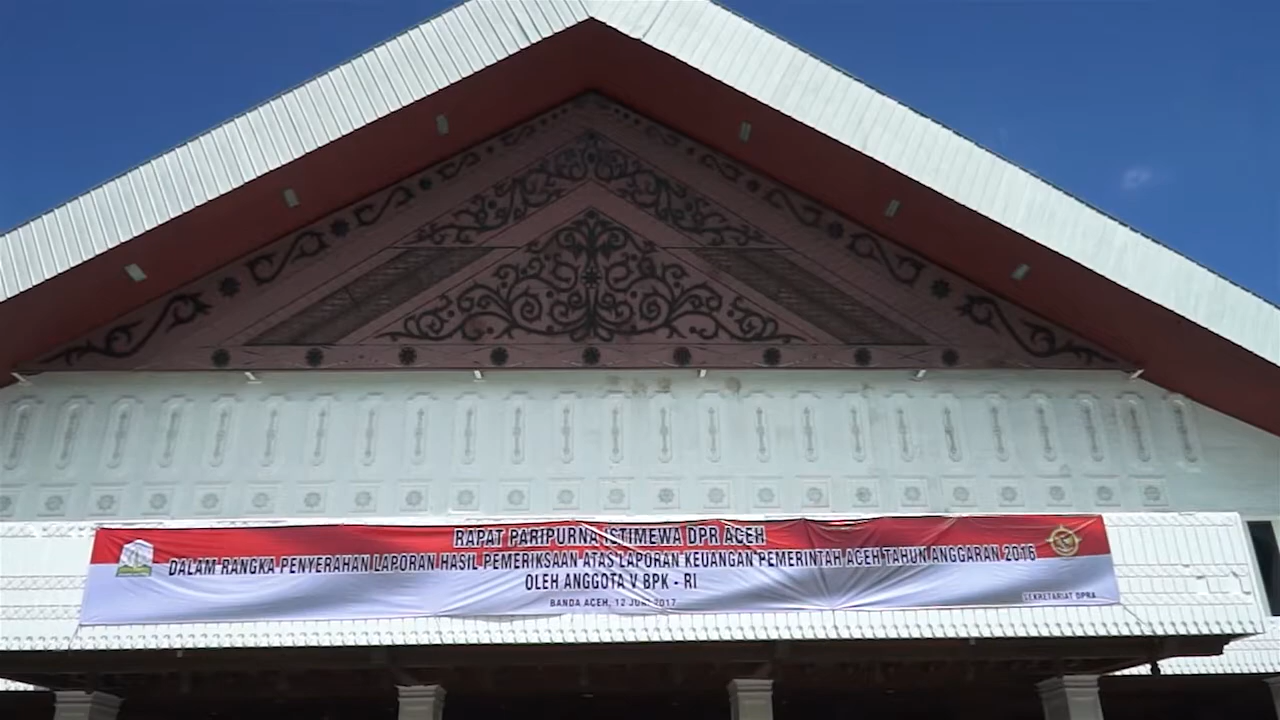 RAPAT PARIPURNA ISTIMEWA DPR ACEH
DALAM RANGKA PENYERAHAN LAPORAN HASIL PEMERIKSAAN ATAS LAPORAN KEUANGAN PEMERINTAH ACEH TAHUN ANGGARAN 2016
OLEH ANGGOTA V BPK - RI
BANDA ACEH, 12 2017
SEKRETARIAT DPRA